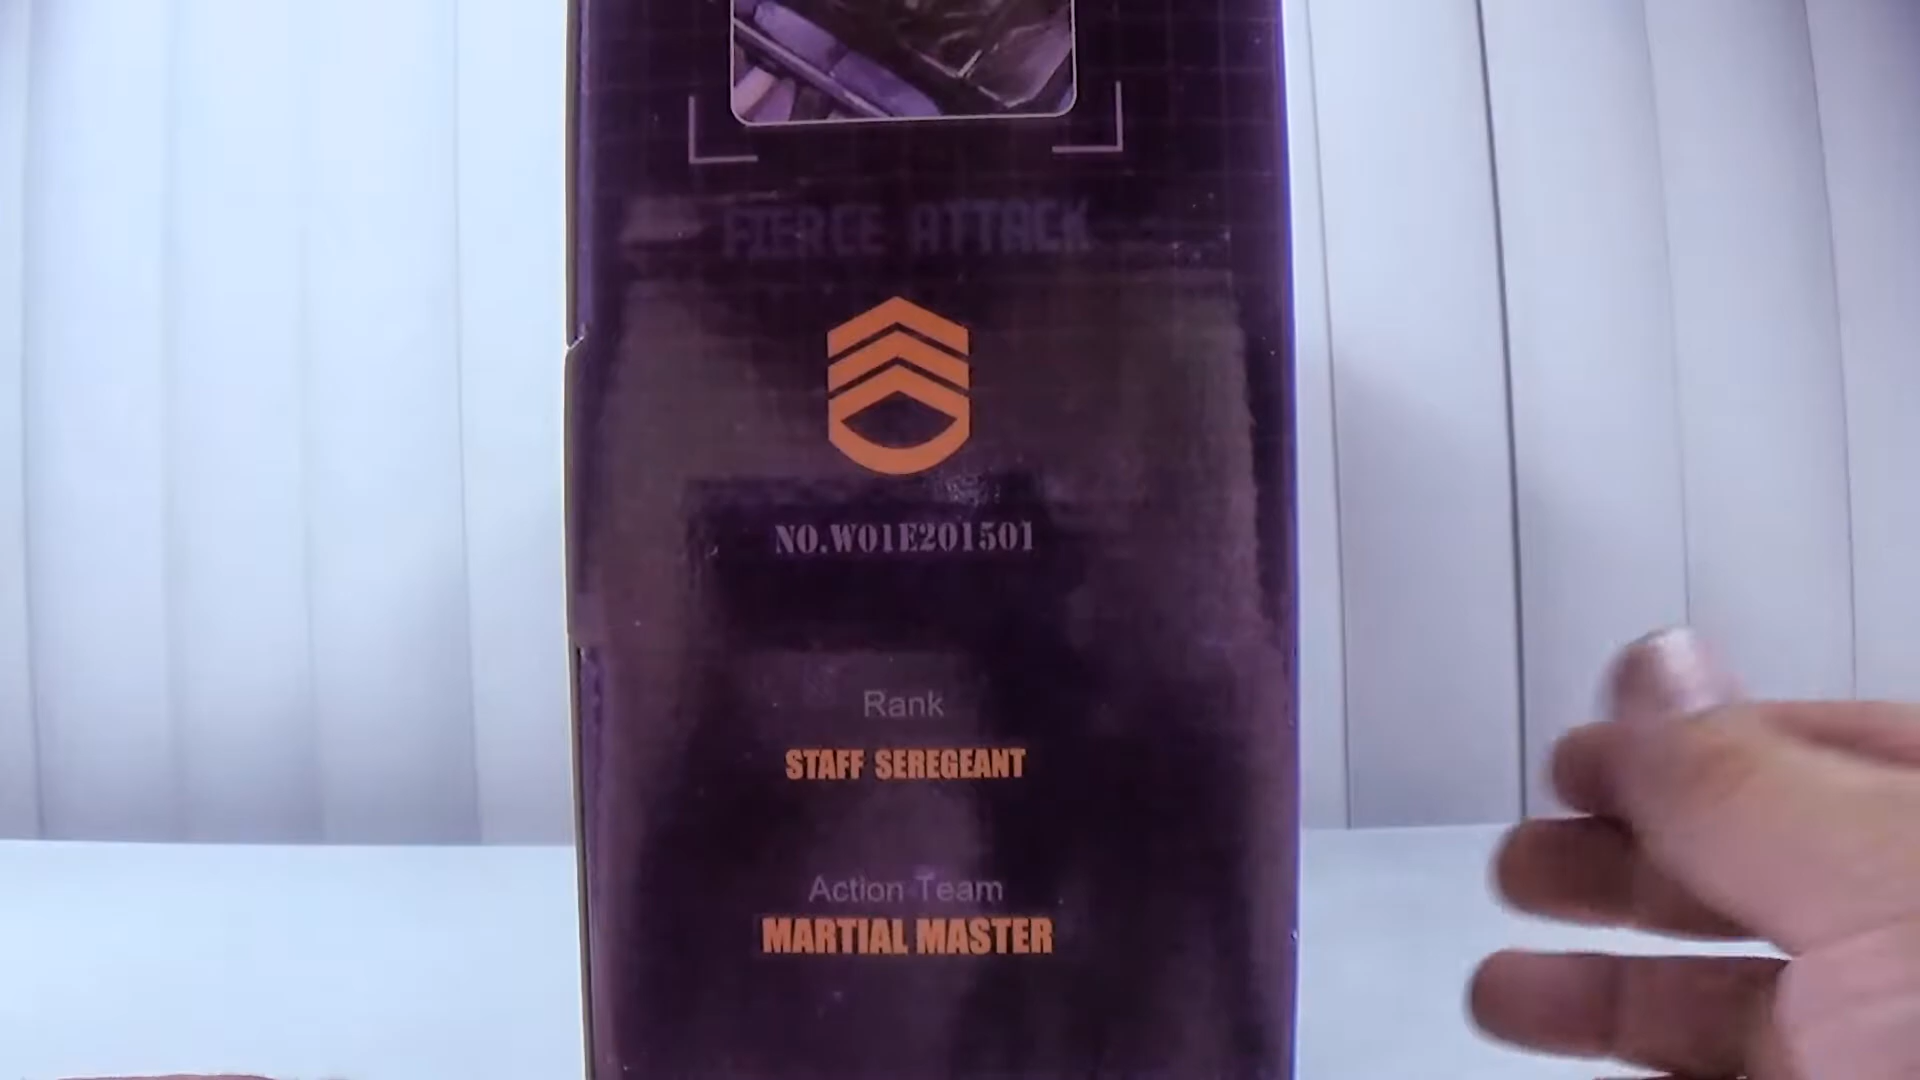 FIERCE ATTACK
NO.W01E201501
Rank
STAFF SEREGEANT
Action Team
MARTIAL MASTER